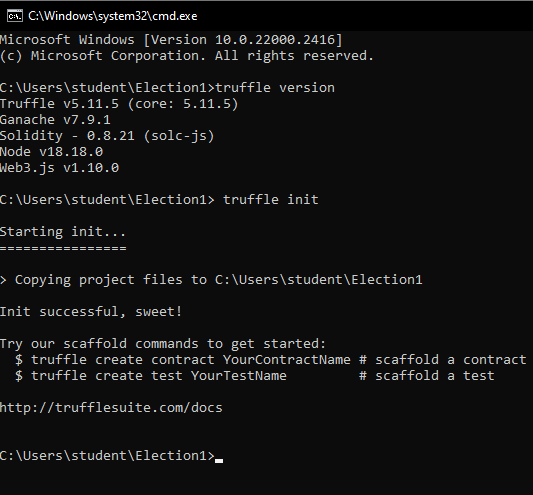 C:\Windows\system32\cmd.exe
Microsoft Windows [Version 10.0.22000.2416]
(c) Microsoft Corporation. All rights reserved.
C:\Users\student\Election1>truffle version
Truffle v5.11.5 (core: 5.11.5)
Ganache v7.9.1
Solidity - 0.8.21 (solc-js)
Node v18.18.0
Web3.js v1.10.0
C:\Users\student\Election1> truffle init
Starting init...
================
> Copying project files to C:\Users\student\Election1
Init successful, sweet!
Try our scaffold commands to get started:
  $ truffle create contract YourContractName # scaffold a contract
  $ truffle create test YourTestName         # scaffold a test
http://trufflesuite.com/docs
C:\Users\student\Election1>